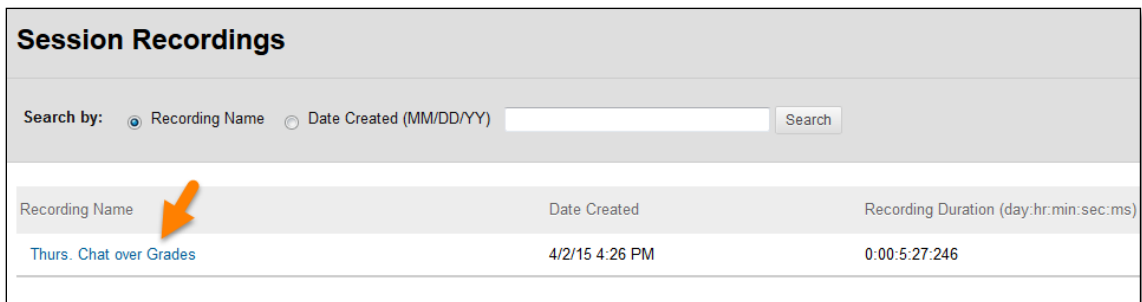 Session Recordings
Search by: Recording Name Date Created (MM/DD/YY) Search
Recording Name Date Created Recording Duration (day:hr:min:sec:ms)
Thurs. Chat over Grades 4/2/15 4:26 PM 0:00:5:27:246